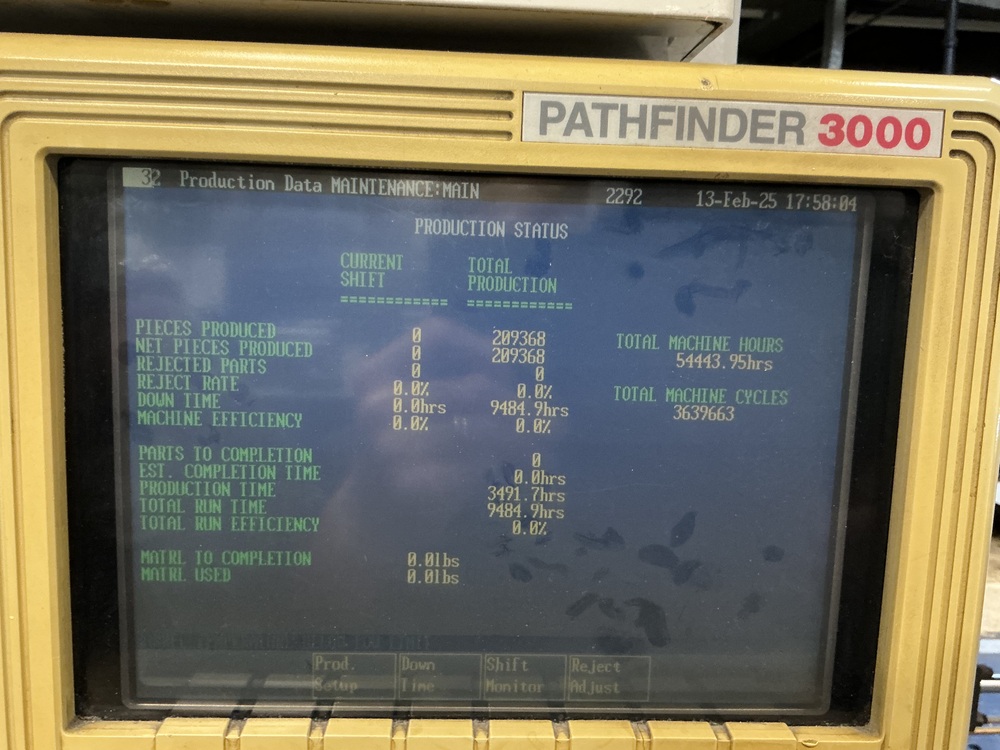 PATHFINDER 3000
32 Production Data MAINTENANCE:MAIN 2292 13-Feb-25 17:58:04
PRODUCTION STATUS
CURRENT TOTAL
SHIFT PRODUCTION
============ ============
PIECES PRODUCED 0 209368
NET PIECES PRODUCED 0 209368
REJECTED PARTS 0 0
REJECT RATE 0.0% 0.0%
DOWN TIME 0.0hrs 9484.9hrs
MACHINE EFFICIENCY 0.0% 0.0%
TOTAL MACHINE HOURS
54443.95hrs
TOTAL MACHINE CYCLES
3639663
PARTS TO COMPLETION 0
EST. COMPLETION TIME 0.0hrs
PRODUCTION TIME 3491.7hrs
TOTAL RUN TIME 9484.9hrs
TOTAL RUN EFFICIENCY 0.0%
MATRL TO COMPLETION 0.0lbs
MATRL USED 0.0lbs
Prod. Down Shift Reject
Setup Time Monitor Adjust